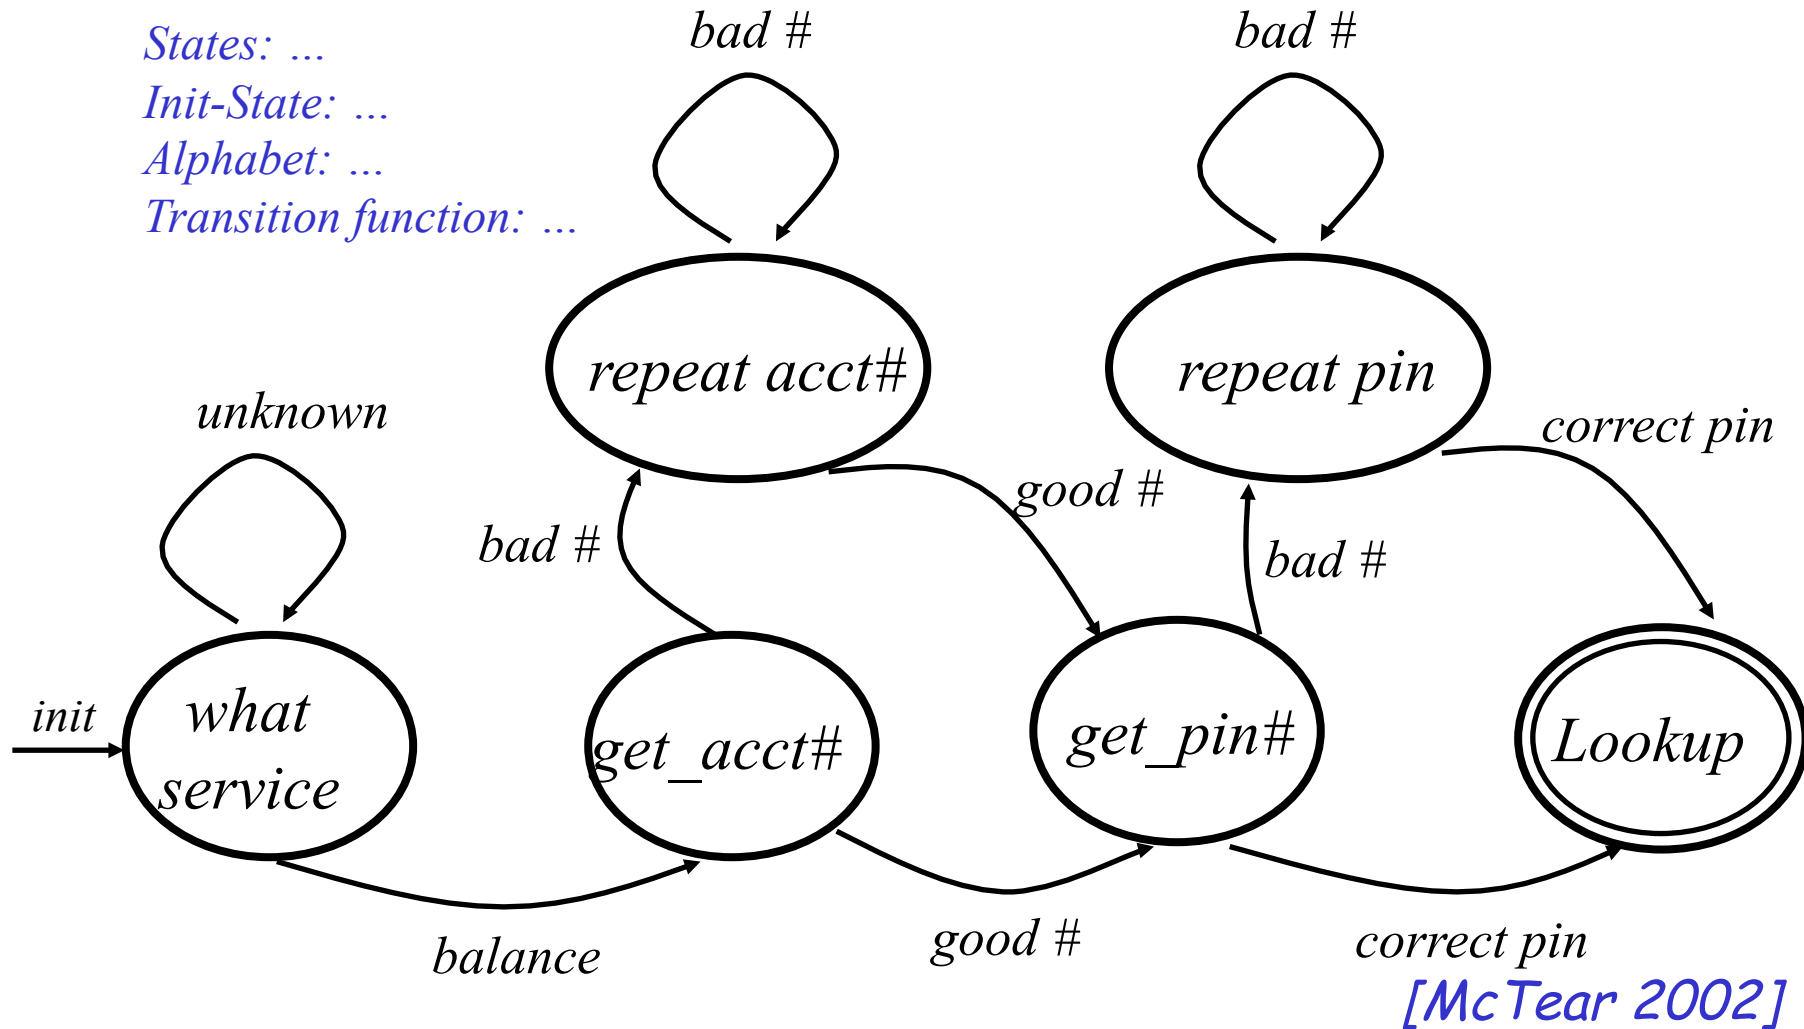 States: ...
Init-State: ...
Alphabet: ...
Transition function: ...
bad #
bad #
repeat acct#
repeat pin
unknown
correct pin
good #
bad #
bad #
init
what
service
get_acct#
get_pin#
Lookup
balance
good #
correct pin
[McTear 2002]